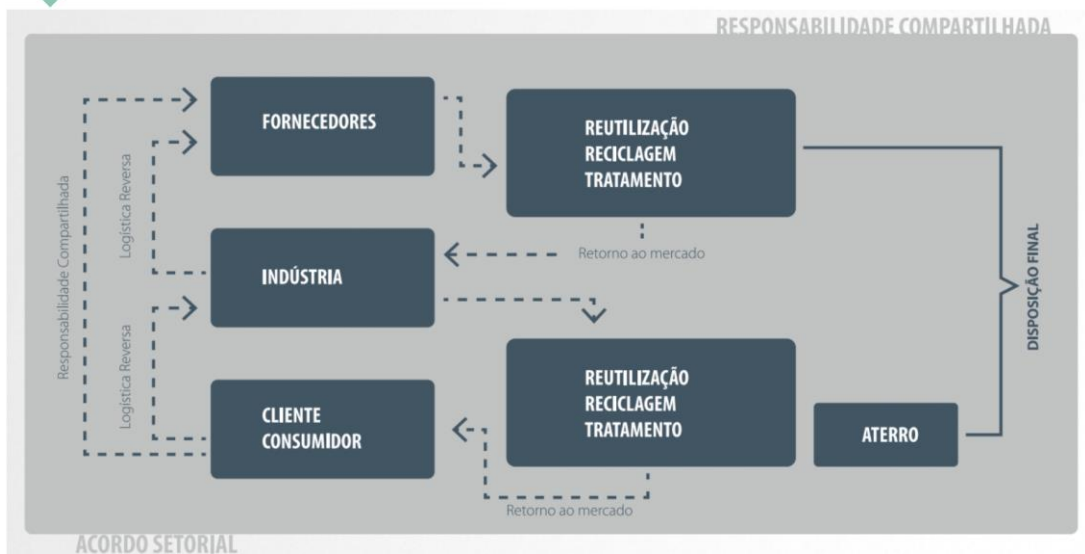 RESPONSABILIDADE COMPARTILHADA
FORNECEDORES
REUTILIZAÇÃO
RECICLAGEM
TRATAMENTO
Responsabilidade Compartilhada
Logística Reversa
Retorno ao mercado
INDÚSTRIA
DISPOSIÇÃO FINAL
Logística Reversa
REUTILIZAÇÃO
RECICLAGEM
TRATAMENTO
CLIENTE
CONSUMIDOR
ATERRO
Retorno ao mercado
ACORDO SETORIAL